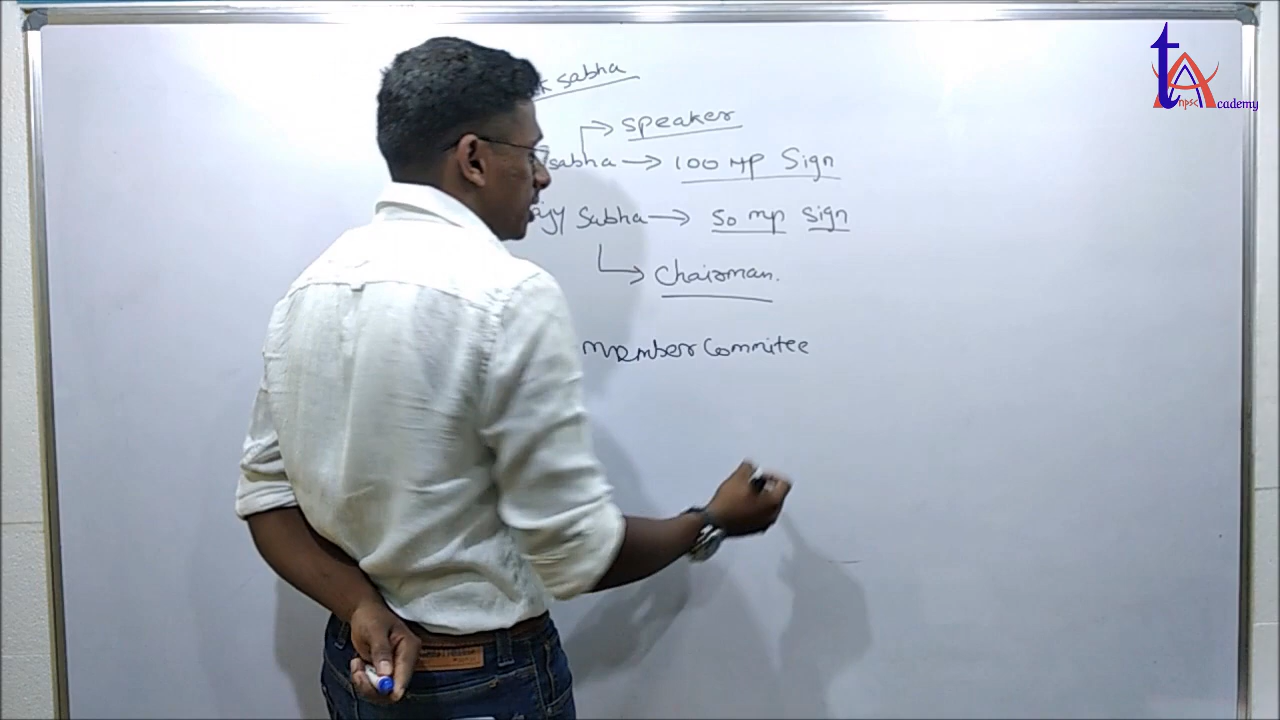 sabha
speaker
sabha → 100 MP Sign
Sabha → 50 mp sign
Chairman.
Member Commitee
tnpsc Academy